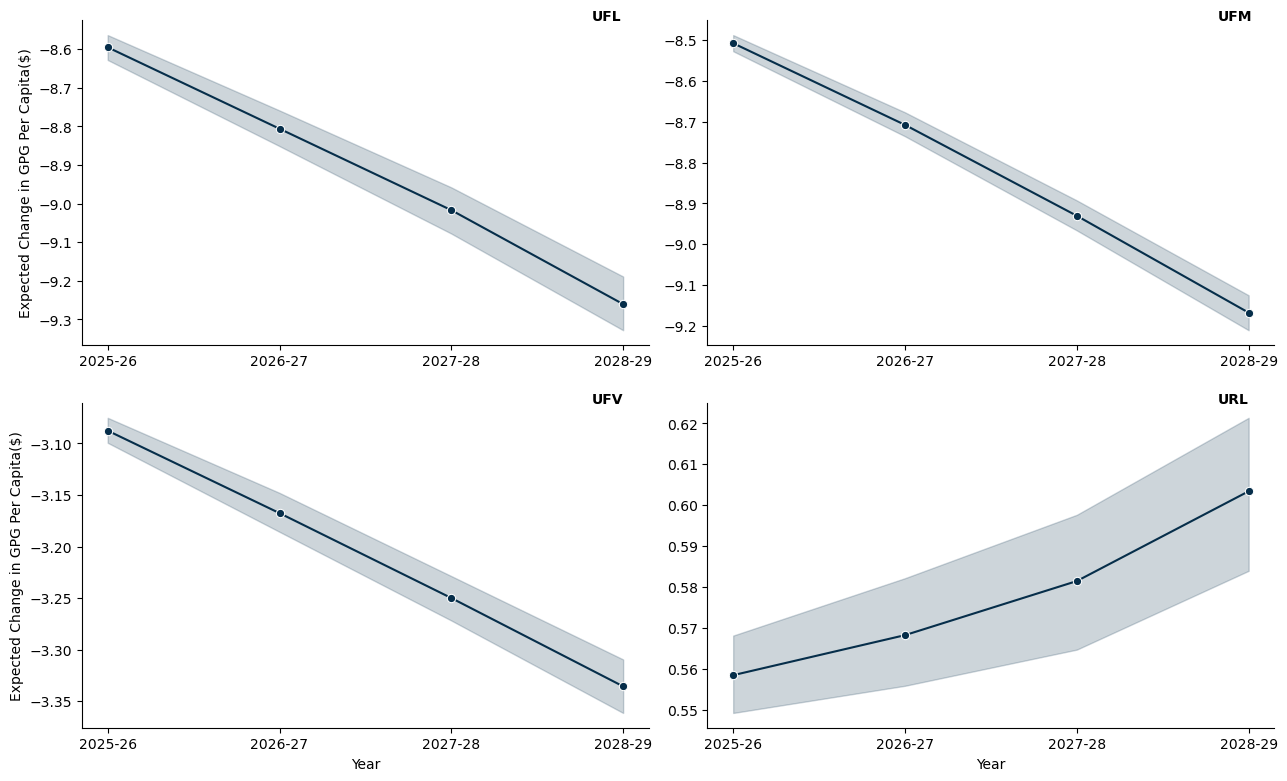 UFL
Expected Change in GPG Per Capita($)
−8.6
−8.7
−8.8
−8.9
−9.0
−9.1
−9.2
−9.3
2025-26 2026-27 2027-28 2028-29
UFM
−8.5
−8.6
−8.7
−8.8
−8.9
−9.0
−9.1
−9.2
2025-26 2026-27 2027-28 2028-29
UFV
Expected Change in GPG Per Capita($)
−3.10
−3.15
−3.20
−3.25
−3.30
−3.35
2025-26 2026-27 2027-28 2028-29
Year
URL
0.62
0.61
0.60
0.59
0.58
0.57
0.56
0.55
2025-26 2026-27 2027-28 2028-29
Year